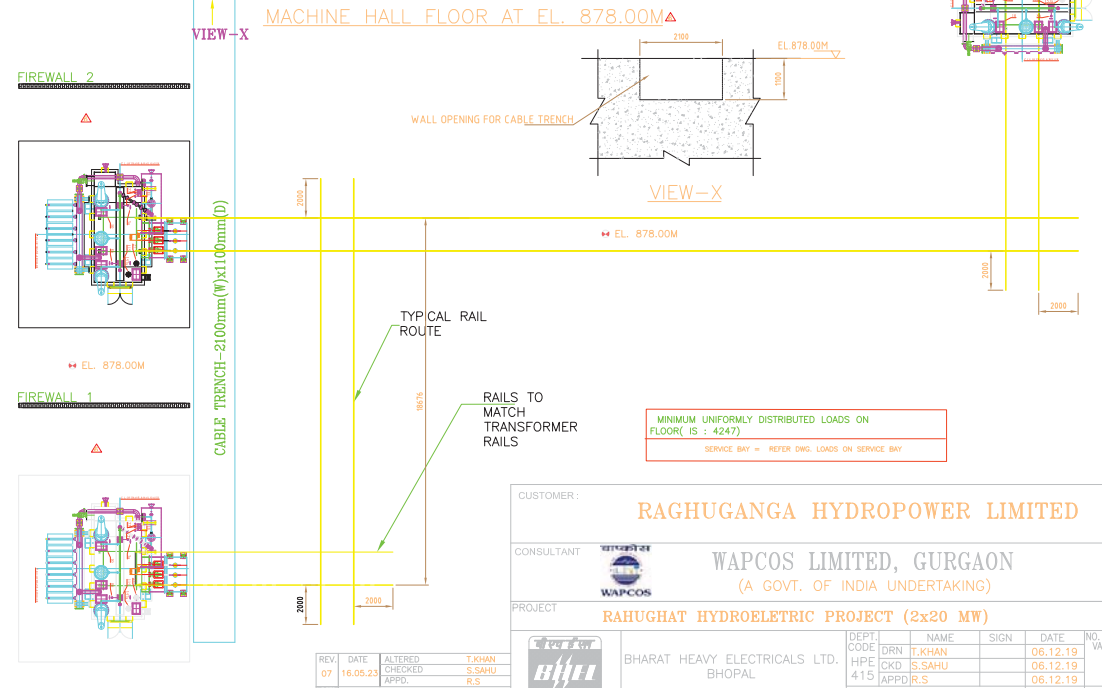 MACHINE HALL FLOOR AT EL. 878.00M
VIEW-X
2100
EL.878.00M
1100
FIREWALL 2
WALL OPENING FOR CABLE TRENCH
VIEW-X
2000
EL. 878.00M
CABLE TRENCH-2100mm(W)x1100mm(D)
2000
2000
TYPICAL RAIL
ROUTE
EL. 878.00M
18676
FIREWALL 1
RAILS TO
MATCH
TRANSFORMER
RAILS
MINIMUM UNIFORMLY DISTRIBUTED LOADS ON
FLOOR( IS : 4247)
SERVICE BAY = REFER DWG. LOADS ON SERVICE BAY
CUSTOMER :
RAGHUGANGA HYDROPOWER LIMITED
CONSULTANT
वाप्कोस
WAPCOS
WAPCOS LIMITED, GURGAON
(A GOVT. OF INDIA UNDERTAKING)
2000
2000
PROJECT
RAHUGHAT HYDROELETRIC PROJECT (2x20 MW)
बी एच ई एल
BHEL
BHARAT HEAVY ELECTRICALS LTD.
BHOPAL
DEPT.
CODE
HPE
415
NAME SIGN DATE NO.
DRN T.KHAN 06.12.19
CKD S.SAHU 06.12.19
APPD R.S 06.12.19
REV. DATE ALTERED T.KHAN
07 16.05.23 CHECKED S.SAHU
APPD. R.S